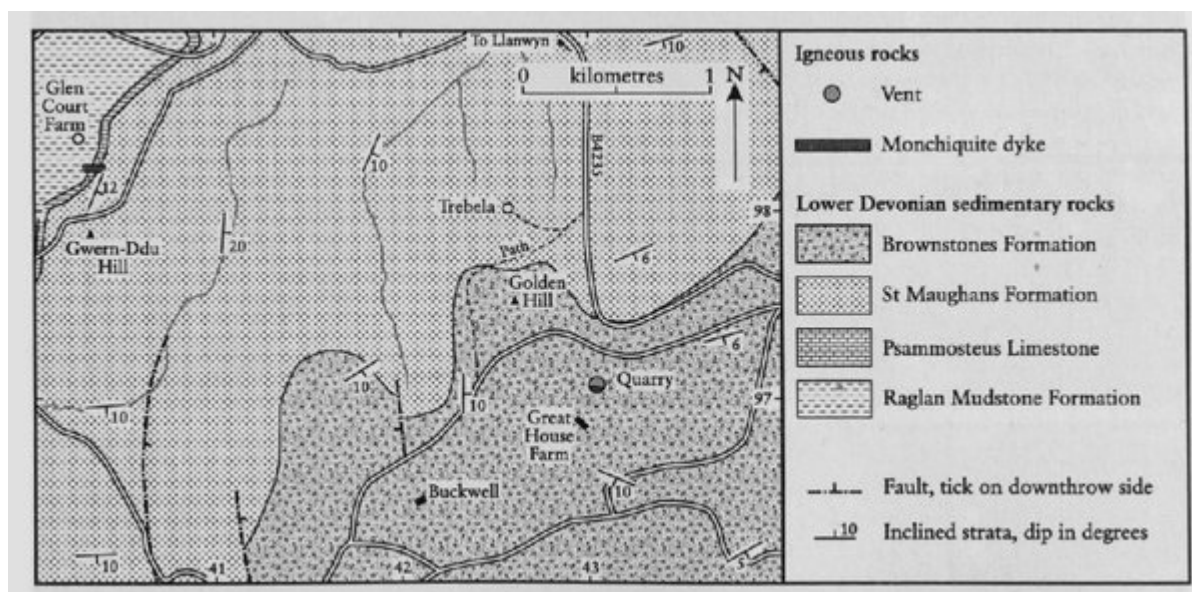 To Llanwyn
10
0 kilometres 1
N
Glen
Court
Farm
B4235
10
12
Trebela
98
Gwern-Ddu
Hill
20
Path
6
Golden
Hill
6
10
Quarry
97
10
10
Great
House
Farm
Buckwell
10
10
41
42
43
5
Igneous rocks
Vent
Monchiquite dyke
Lower Devonian sedimentary rocks
Brownstones Formation
St Maughans Formation
Psammosteus Limestone
Raglan Mudstone Formation
Fault, tick on downthrow side
10 Inclined strata, dip in degrees